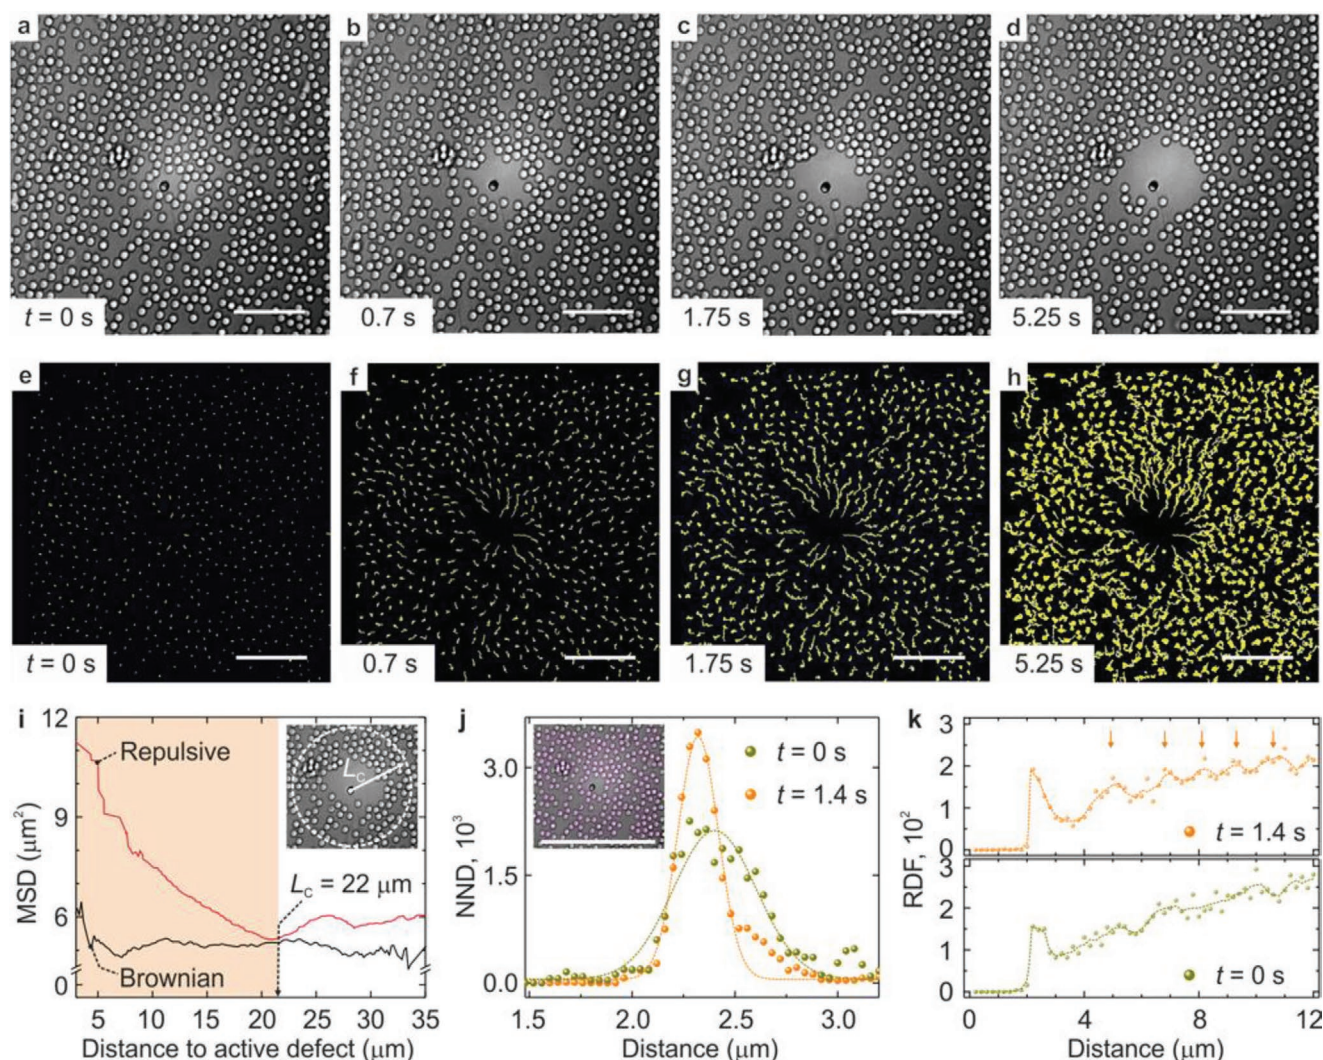 a b c d
t = 0 s 0.7 s 1.75 s 5.25 s
e f g h
t = 0 s 0.7 s 1.75 s 5.25 s
i
12
9
6
0
MSD (μm²)
Repulsive
Brownian
L_C
L_C = 22 μm
5 10 15 20 25 30 35
Distance to active defect (μm)
j
3.0
1.5
0.0
NND, 10³
t = 0 s
t = 1.4 s
1.5 2.0 2.5 3.0
Distance (μm)
k
3
2
1
0
t = 1.4 s
RDF, 10²
3
2
1
0
t = 0 s
0 4 8 12
Distance (μm)